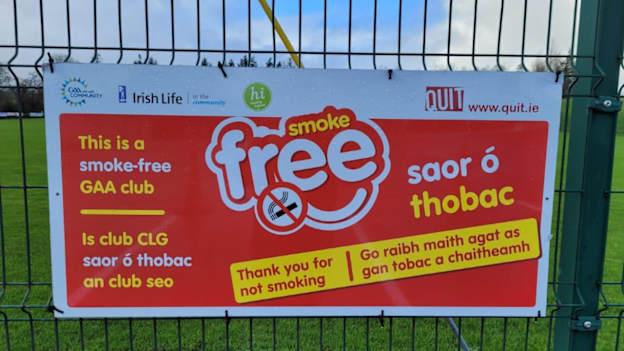 GAA
COMMUNITY
Irish Life
in the
community
hi
QUIT
www.quit.ie
This is a
smoke-free
GAA club
Is club CLG
saor ó thobac
an club seo
smoke
free
saor ó
thobac
Thank you for
not smoking
Go raibh maith agat as
gan tobac a chaitheamh